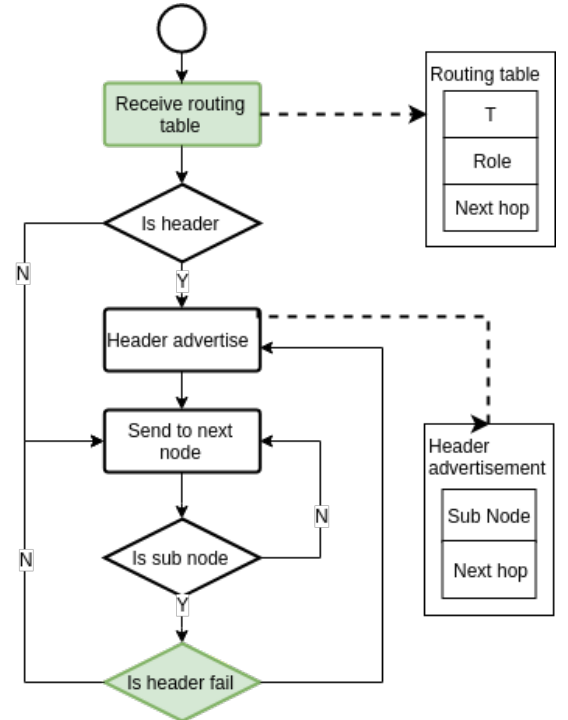 Receive routing
table
Routing table
T
Role
Next hop
Is header
N
Y
Header advertise
Send to next
node
Header
advertisement
Sub Node
Next hop
N
Is sub node
N
Y
Is header fail